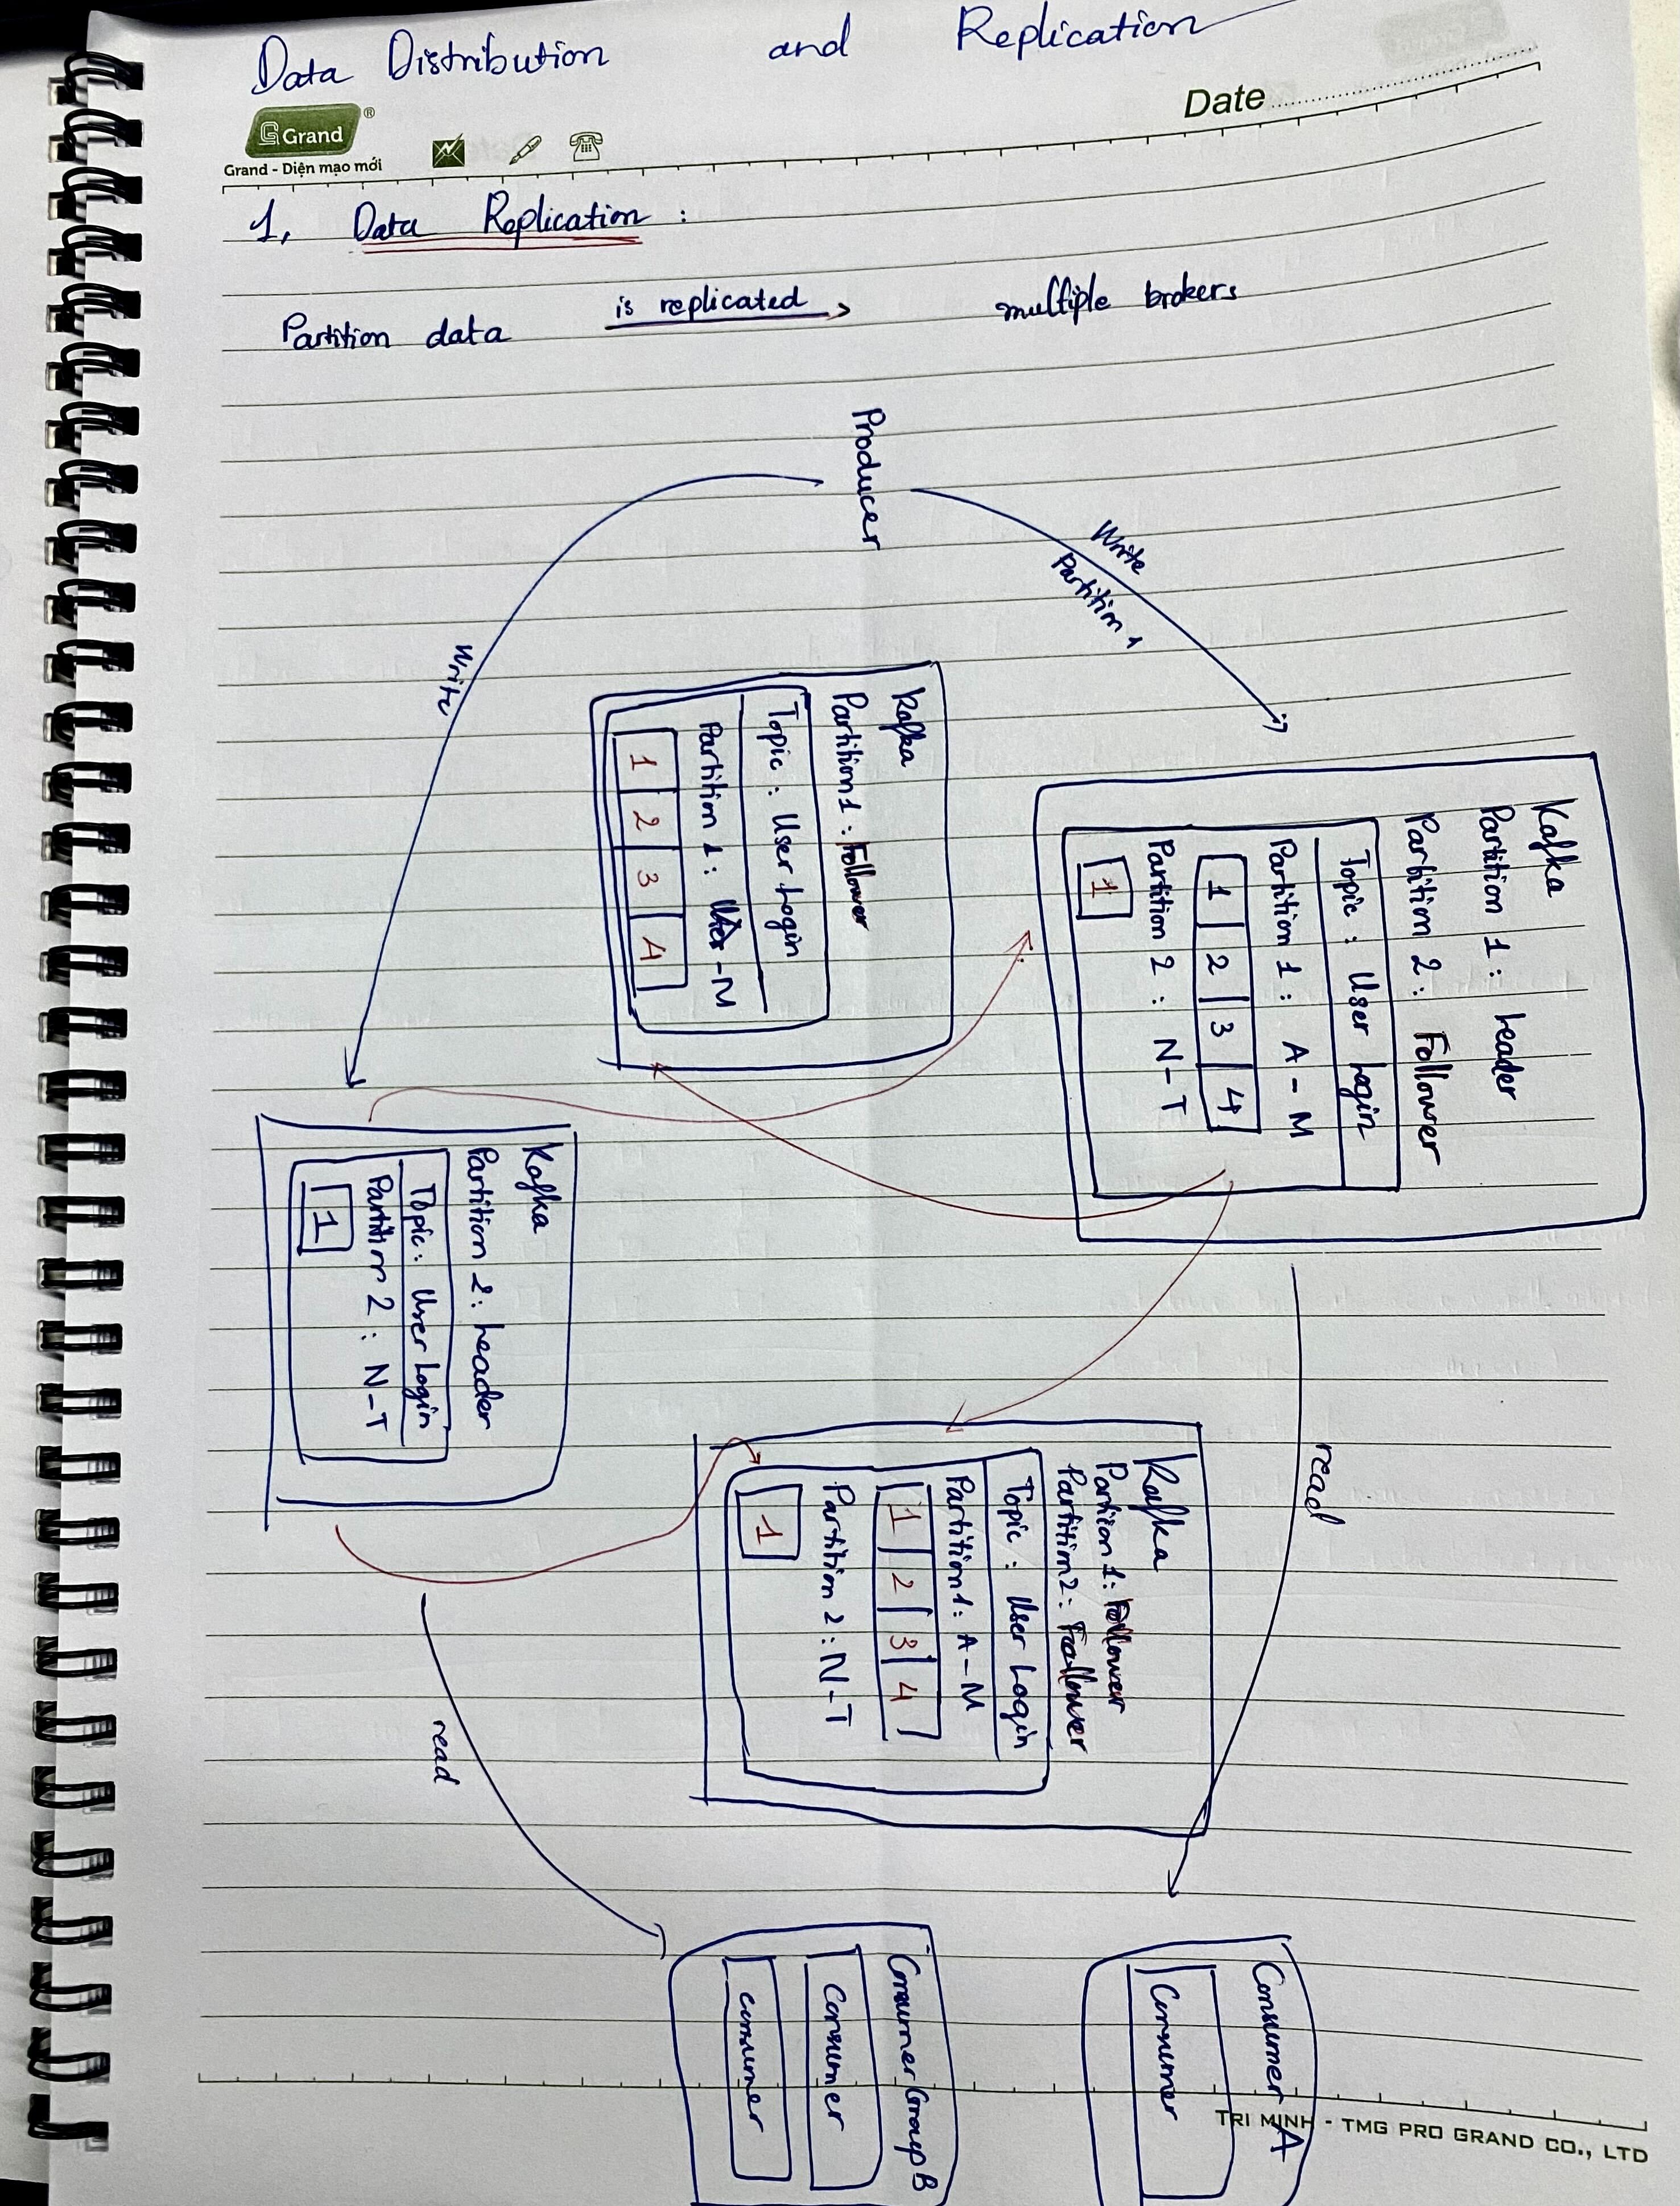 Data Distribution and Replication
Date
Grand®
Grand - Diện mạo mới
1, Data Replication :
Partition data is replicated multiple brokers
Producer
Write
Partition 1
Write
Kafka
Partition 1 : Leader
Partition 2 : Follower
Topic : User Login
Partition 1 : A - M
1 2 3 4
Partition 2 : N - T
1
Kafka
Partition 1 : Follower
Topic : User Login
Partition 1 : A - M
1 2 3 4
Kafka
Partition 2 : Leader
Topic : User Login
Partition 2 : N - T
1
Kafka
Partiion 1 : Follower
Partition 2 : Follower
Topic : User Login
Partition 1 : A - M
1 2 3 4
Partition 2 : N - T
1
read
read
Consumer A
Consumer
Consumer Group B
Consumer
consumer
TRI MINH - TMG PRO GRAND CO., LTD